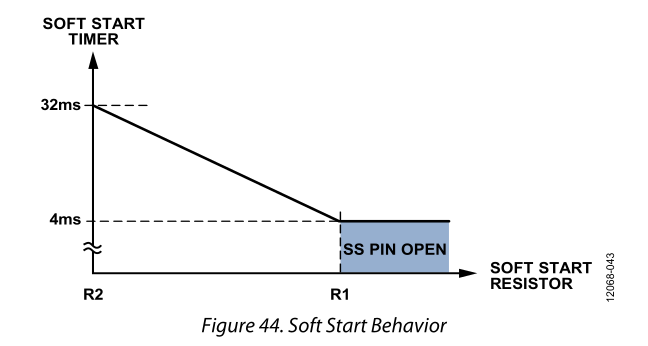 SOFT START
TIMER
32ms
4ms
SS PIN OPEN
SOFT START
RESISTOR
R2
R1
12068-043
Figure 44. Soft Start Behavior